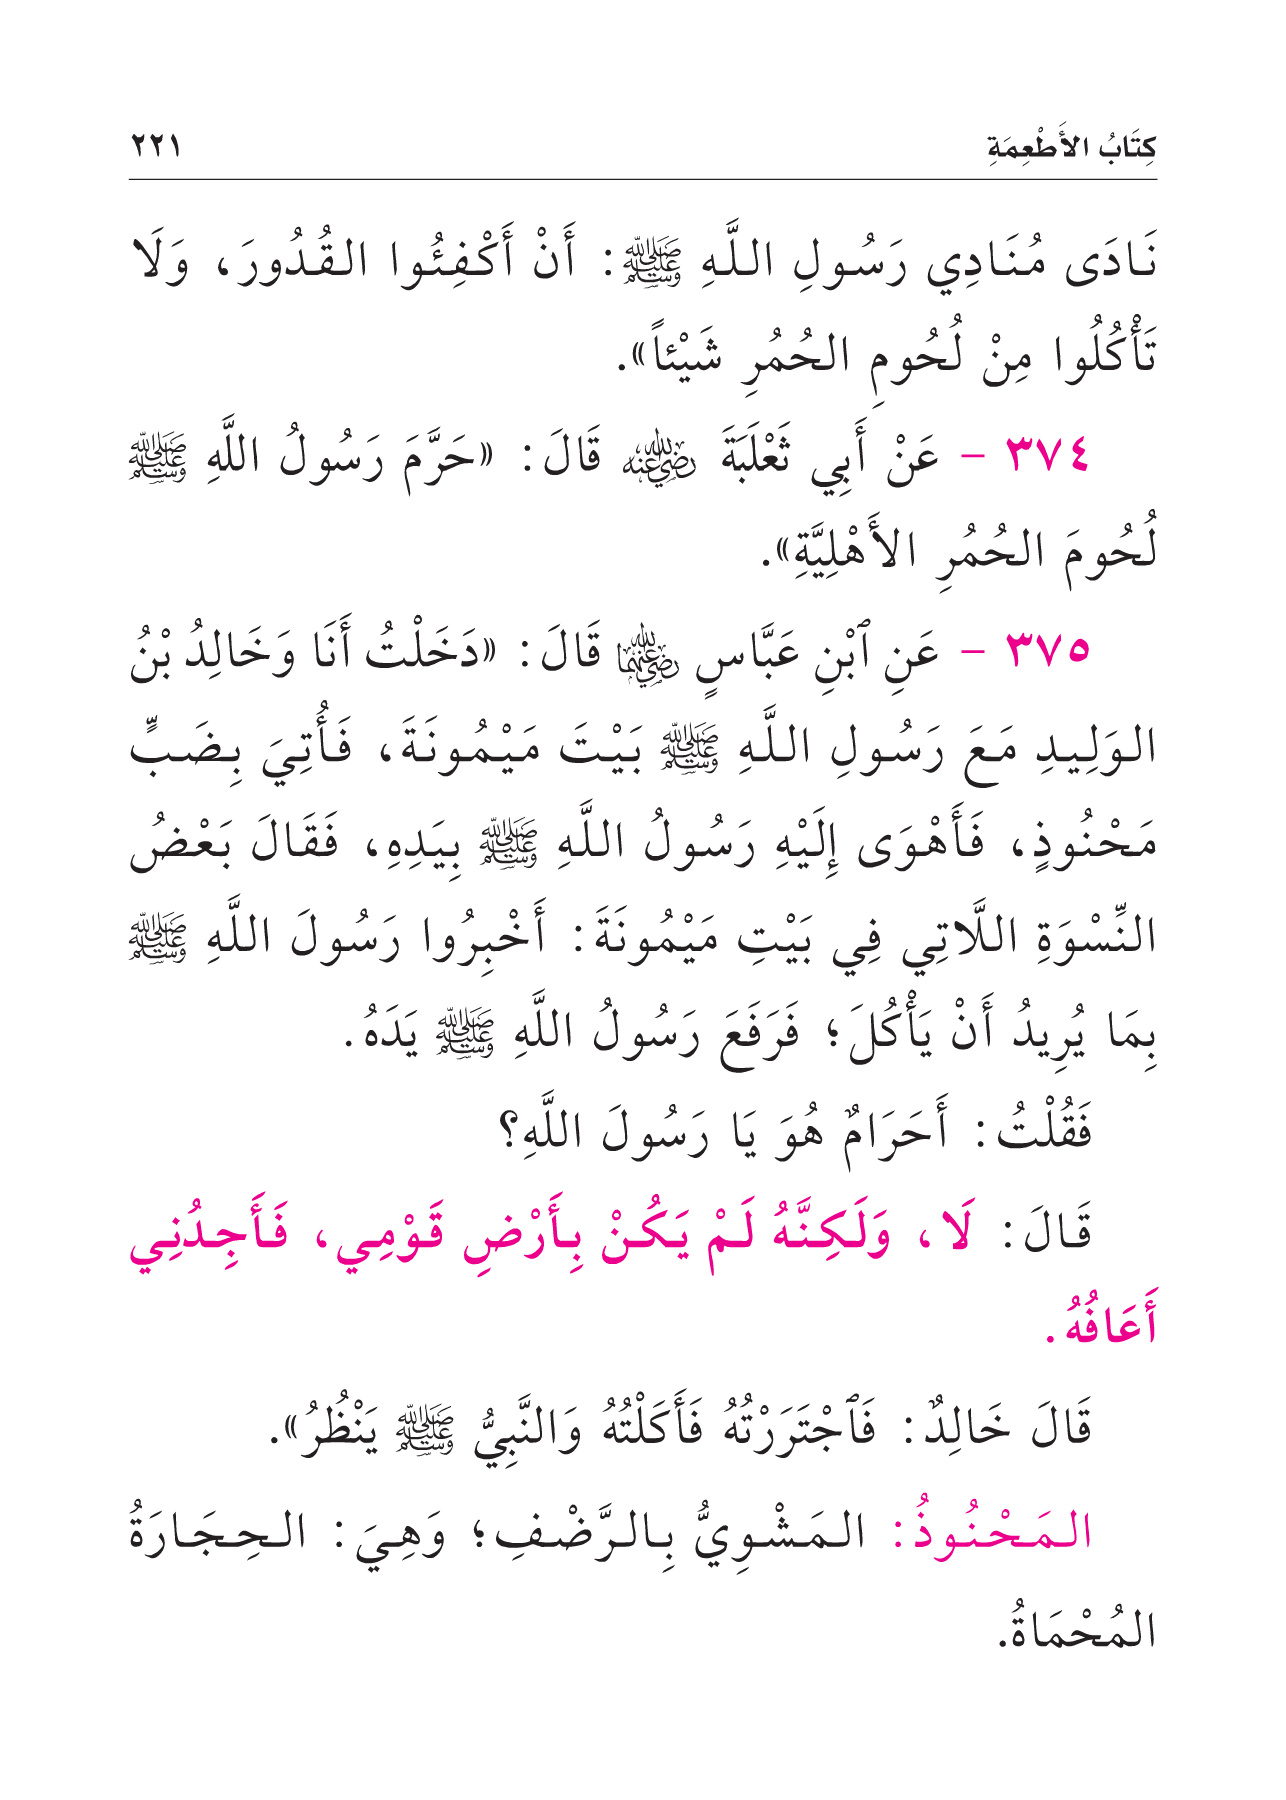 كِتَابُ الأَطْعِمَةِ ٢٢١
نَادَى مُنَادِي رَسُولِ اللَّهِ ﷺ: أَنْ أَكْفِئُوا القُدُورَ، وَلَا
تَأْكُلُوا مِنْ لُحُومِ الحُمُرِ شَيْئاً».
٣٧٤ – عَنْ أَبِي ثَعْلَبَةَ رضي الله عنه قَالَ: «حَرَّمَ رَسُولُ اللَّهِ ﷺ
لُحُومَ الحُمُرِ الأَهْلِيَّةِ».
٣٧٥ – عَنِ ٱبْنِ عَبَّاسٍ رضي الله عنهما قَالَ: «دَخَلْتُ أَنَا وَخَالِدُ بْنُ
الوَلِيدِ مَعَ رَسُولِ اللَّهِ ﷺ بَيْتَ مَيْمُونَةَ، فَأُتِيَ بِضَبٍّ
مَحْنُوذٍ، فَأَهْوَى إِلَيْهِ رَسُولُ اللَّهِ ﷺ بِيَدِهِ، فَقَالَ بَعْضُ
النِّسْوَةِ اللَّاتِي فِي بَيْتِ مَيْمُونَةَ: أَخْبِرُوا رَسُولَ اللَّهِ ﷺ
بِمَا يُرِيدُ أَنْ يَأْكُلَ؛ فَرَفَعَ رَسُولُ اللَّهِ ﷺ يَدَهُ.
فَقُلْتُ: أَحَرَامٌ هُوَ يَا رَسُولَ اللَّهِ؟
قَالَ: لَا، وَلَكِنَّهُ لَمْ يَكُنْ بِأَرْضِ قَوْمِي، فَأَجِدُنِي
أَعَافُهُ.
قَالَ خَالِدٌ: فَٱجْتَرَرْتُهُ فَأَكَلْتُهُ وَالنَّبِيُّ ﷺ يَنْظُرُ».
المَحْنُوذُ: المَشْوِيُّ بِالرَّضْفِ؛ وَهِيَ: الحِجَارَةُ
المُحْمَاةُ.